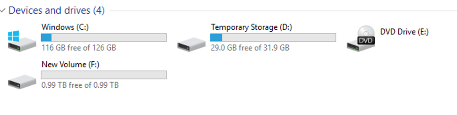 Devices and drives (4)
Windows (C:)
116 GB free of 126 GB
Temporary Storage (D:)
29.0 GB free of 31.9 GB
DVD Drive (E:)
DVD
New Volume (F:)
0.99 TB free of 0.99 TB